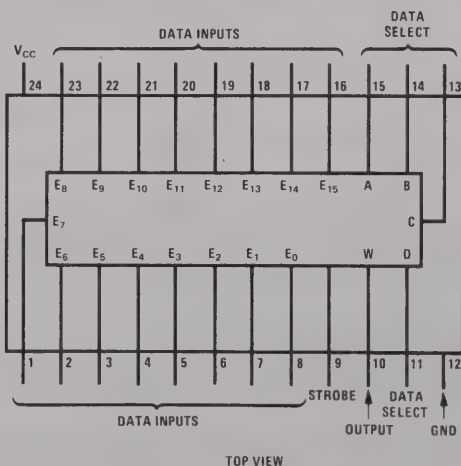 DATA INPUTS
DATA SELECT
VCC
24 23 22 21 20 19 18 17 16 15 14 13
E8 E9 E10 E11 E12 E13 E14 E15 A B
E7 C
E6 E5 E4 E3 E2 E1 E0 W D
1 2 3 4 5 6 7 8 9 10 11 12
DATA INPUTS
STROBE
OUTPUT
DATA SELECT
GND
TOP VIEW